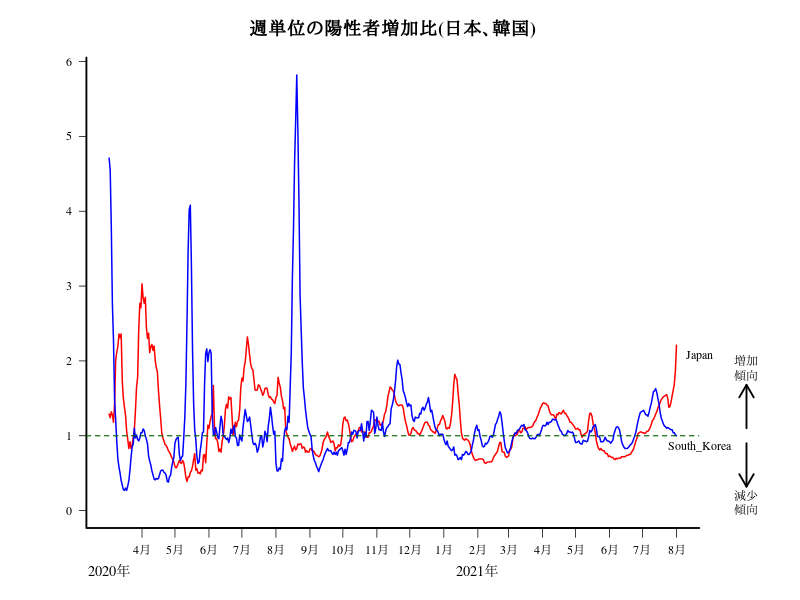 週単位の陽性者増加比(日本､韓国)
6
5
4
3
2
1
0
Japan
South_Korea
増加
傾向
減少
傾向
4月 5月 6月 7月 8月 9月 10月 11月 12月 1月 2月 3月 4月 5月 6月 7月 8月
2020年 2021年